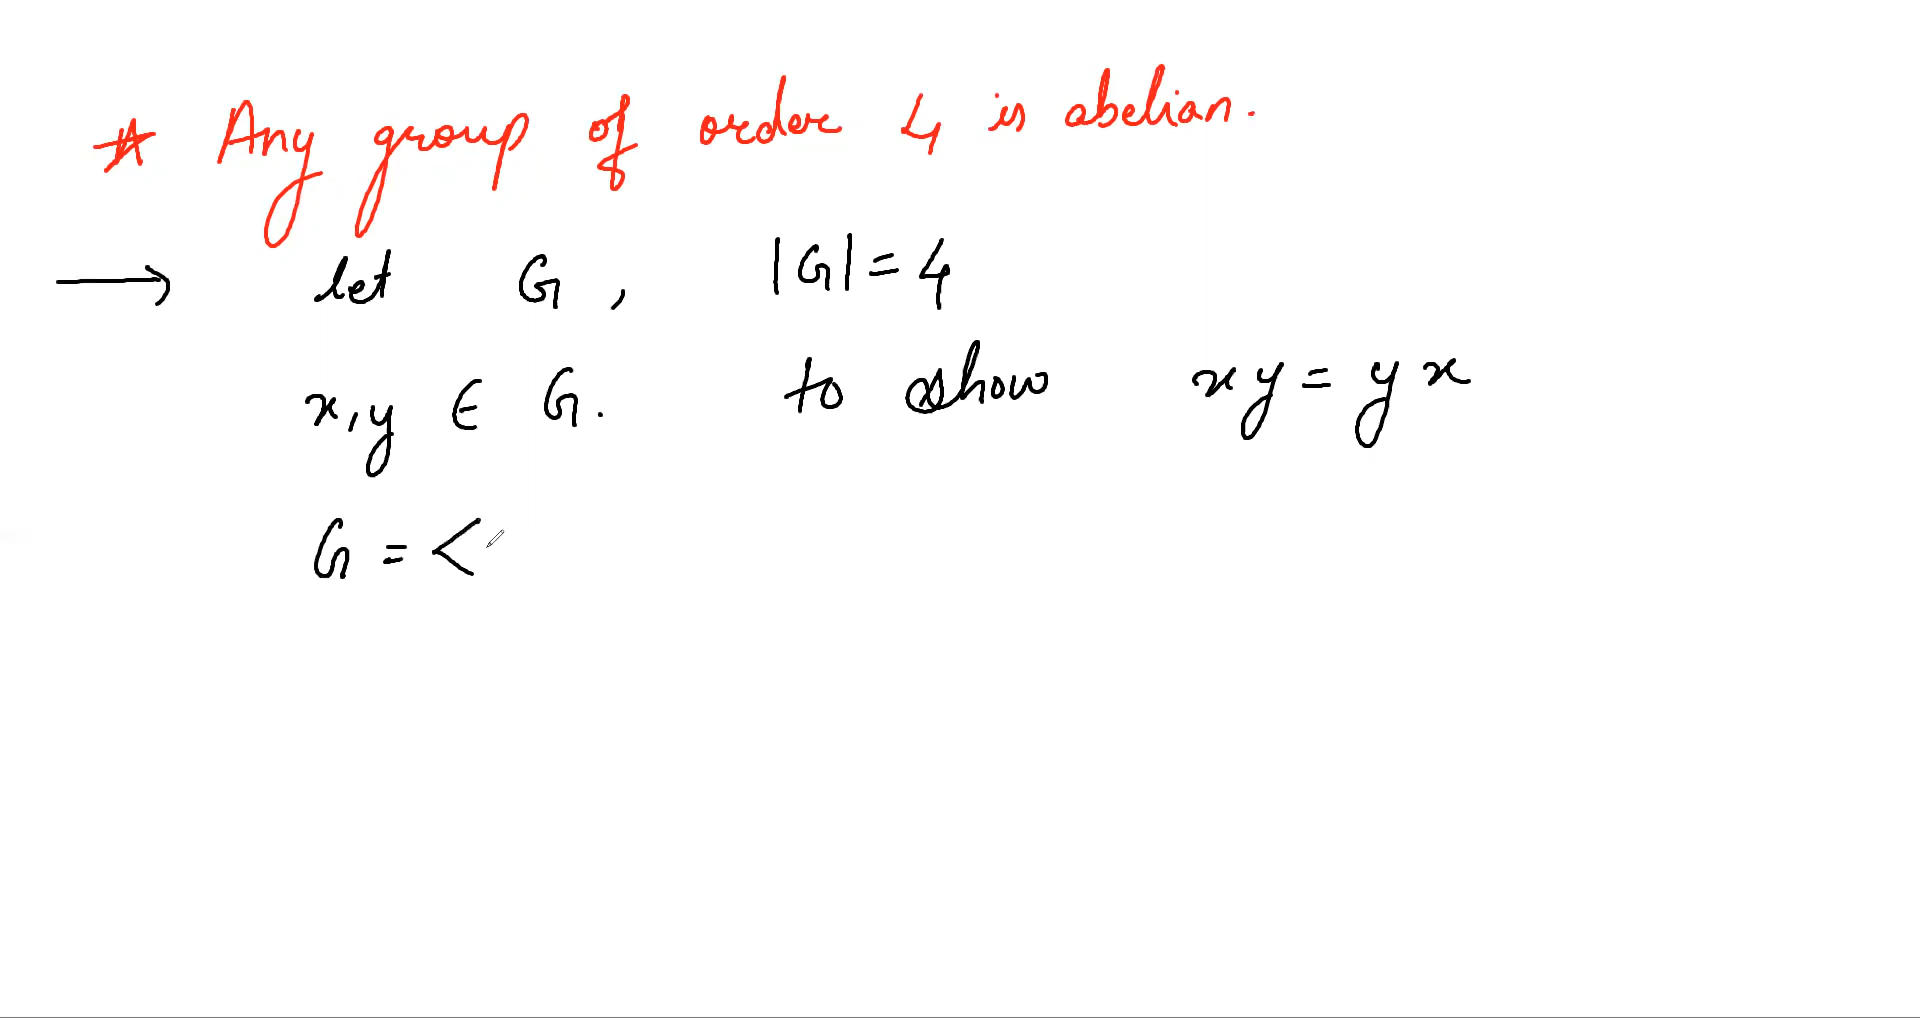 * Any group of order 4 is abelian.
→ let G, |G| = 4
x, y ∈ G. to show xy = yx
G = <